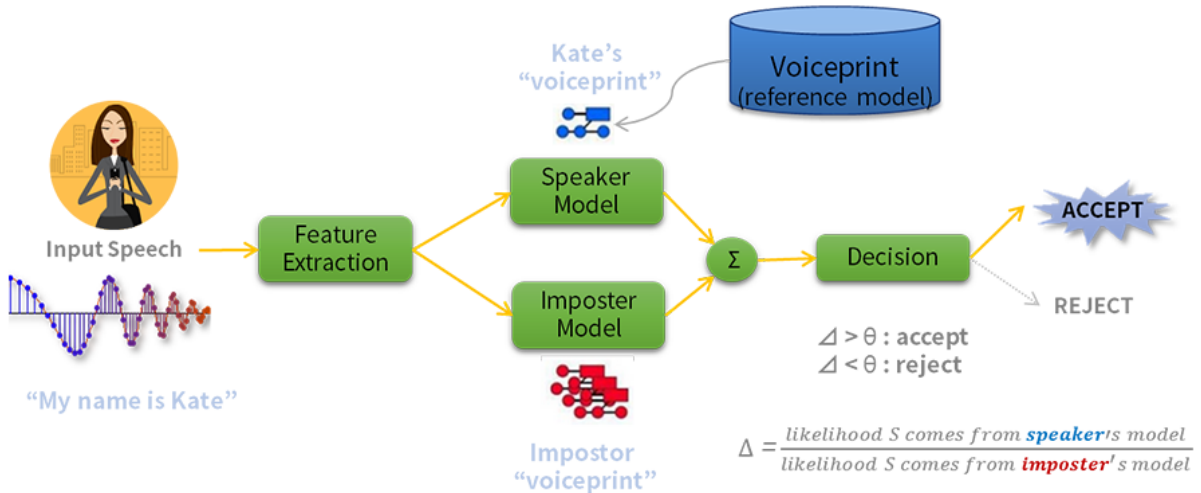 Kate's
"voiceprint"
Voiceprint
(reference model)
Speaker
Model
Input Speech
Feature
Extraction
Σ
Decision
ACCEPT
REJECT
Imposter
Model
⊿ > θ : accept
⊿ < θ : reject
"My name is Kate"
Impostor
"voiceprint"
Δ = likelihood S comes from speaker's model
likelihood S comes from imposter's model